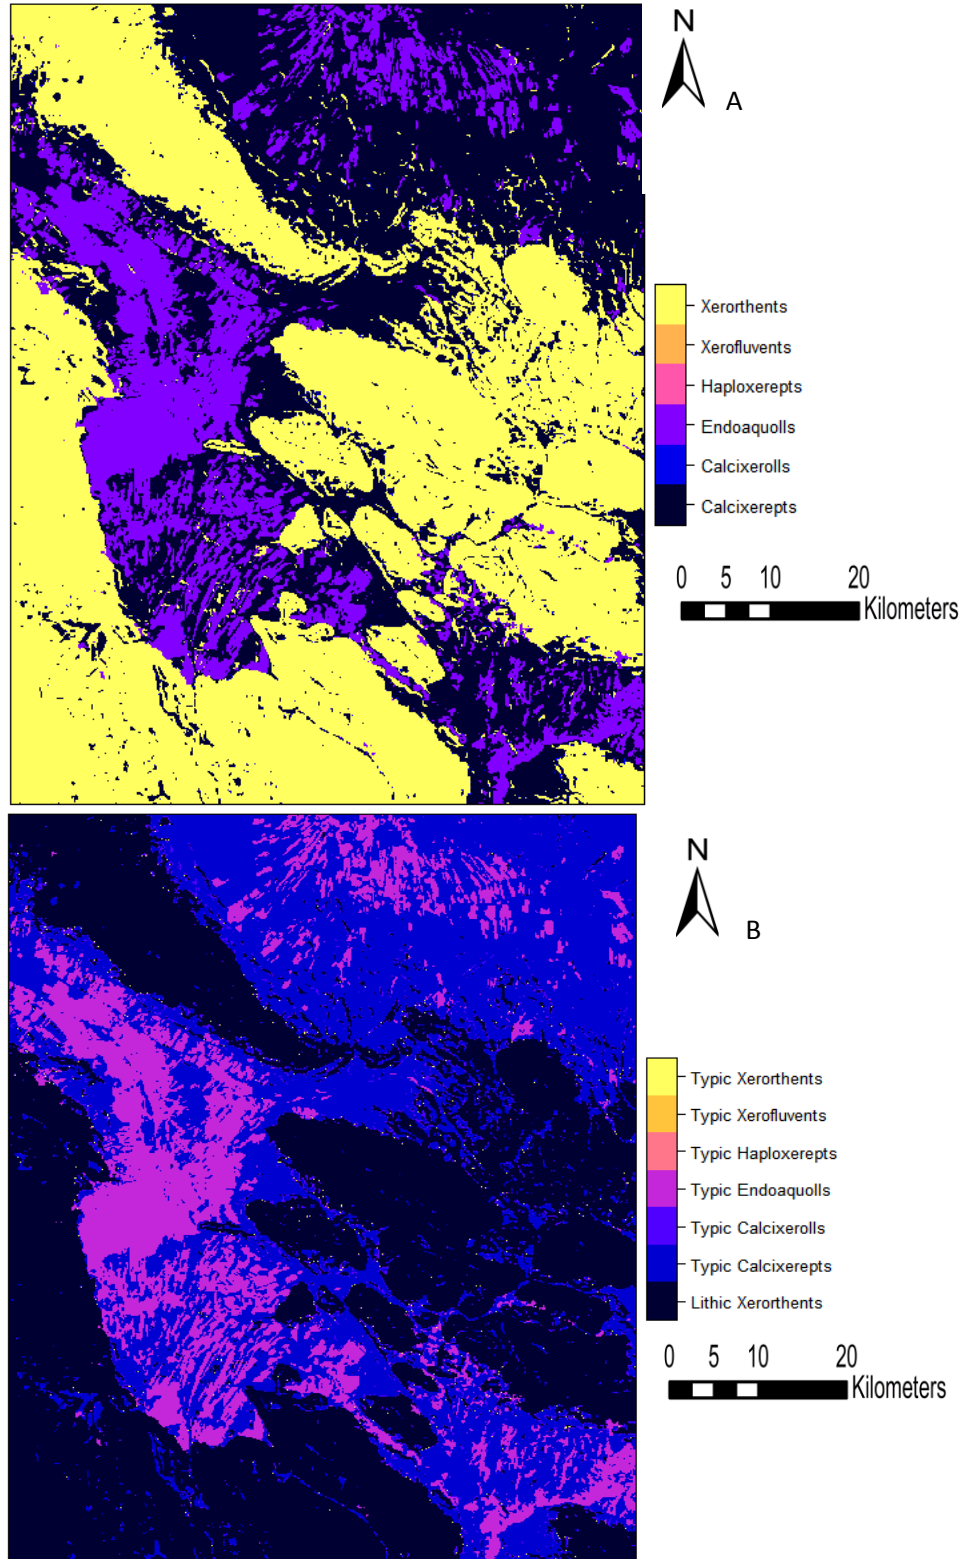 N
A
Xerorthents
Xerofluvents
Haploxerepts
Endoaquolls
Calcixerolls
Calcixerepts
0 5 10 20
Kilometers
N
B
Typic Xerorthents
Typic Xerofluvents
Typic Haploxerepts
Typic Endoaquolls
Typic Calcixerolls
Typic Calcixerepts
Lithic Xerorthents
0 5 10 20
Kilometers